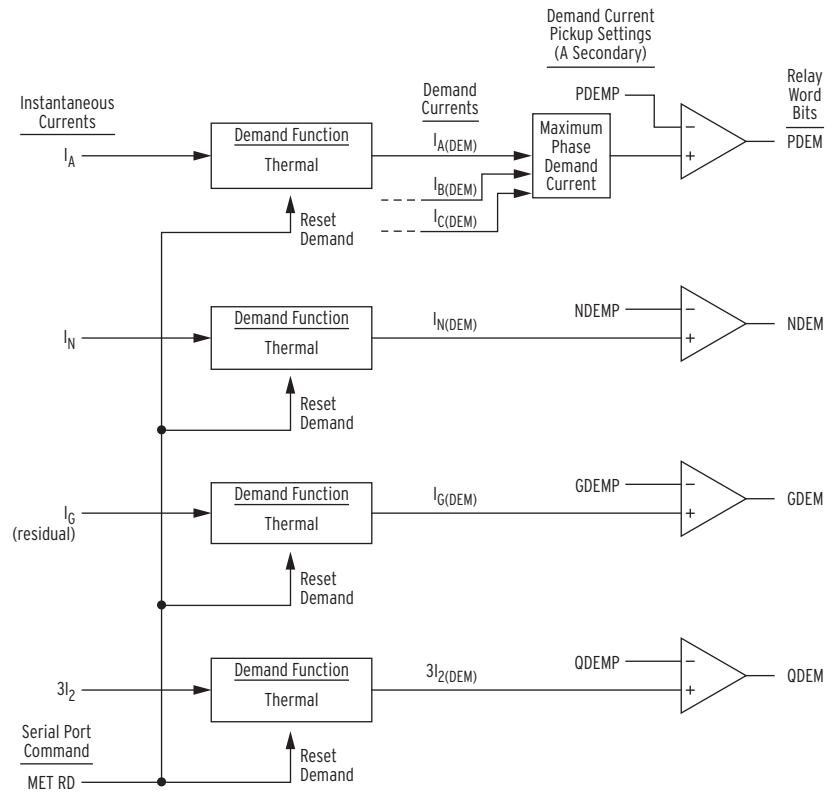 Demand Current
Pickup Settings
(A Secondary)
Relay
Word
Bits
Instantaneous
Currents
Demand
Currents
PDEMP
−
+
PDEM
I_A
Demand Function
Thermal
I_A(DEM)
I_B(DEM)
I_C(DEM)
Maximum
Phase
Demand
Current
Reset
Demand
I_N
Demand Function
Thermal
I_N(DEM)
NDEMP
−
+
NDEM
Reset
Demand
I_G
(residual)
Demand Function
Thermal
I_G(DEM)
GDEMP
−
+
GDEM
Reset
Demand
3I_2
Demand Function
Thermal
3I_2(DEM)
QDEMP
−
+
QDEM
Serial Port
Command
MET RD
Reset
Demand